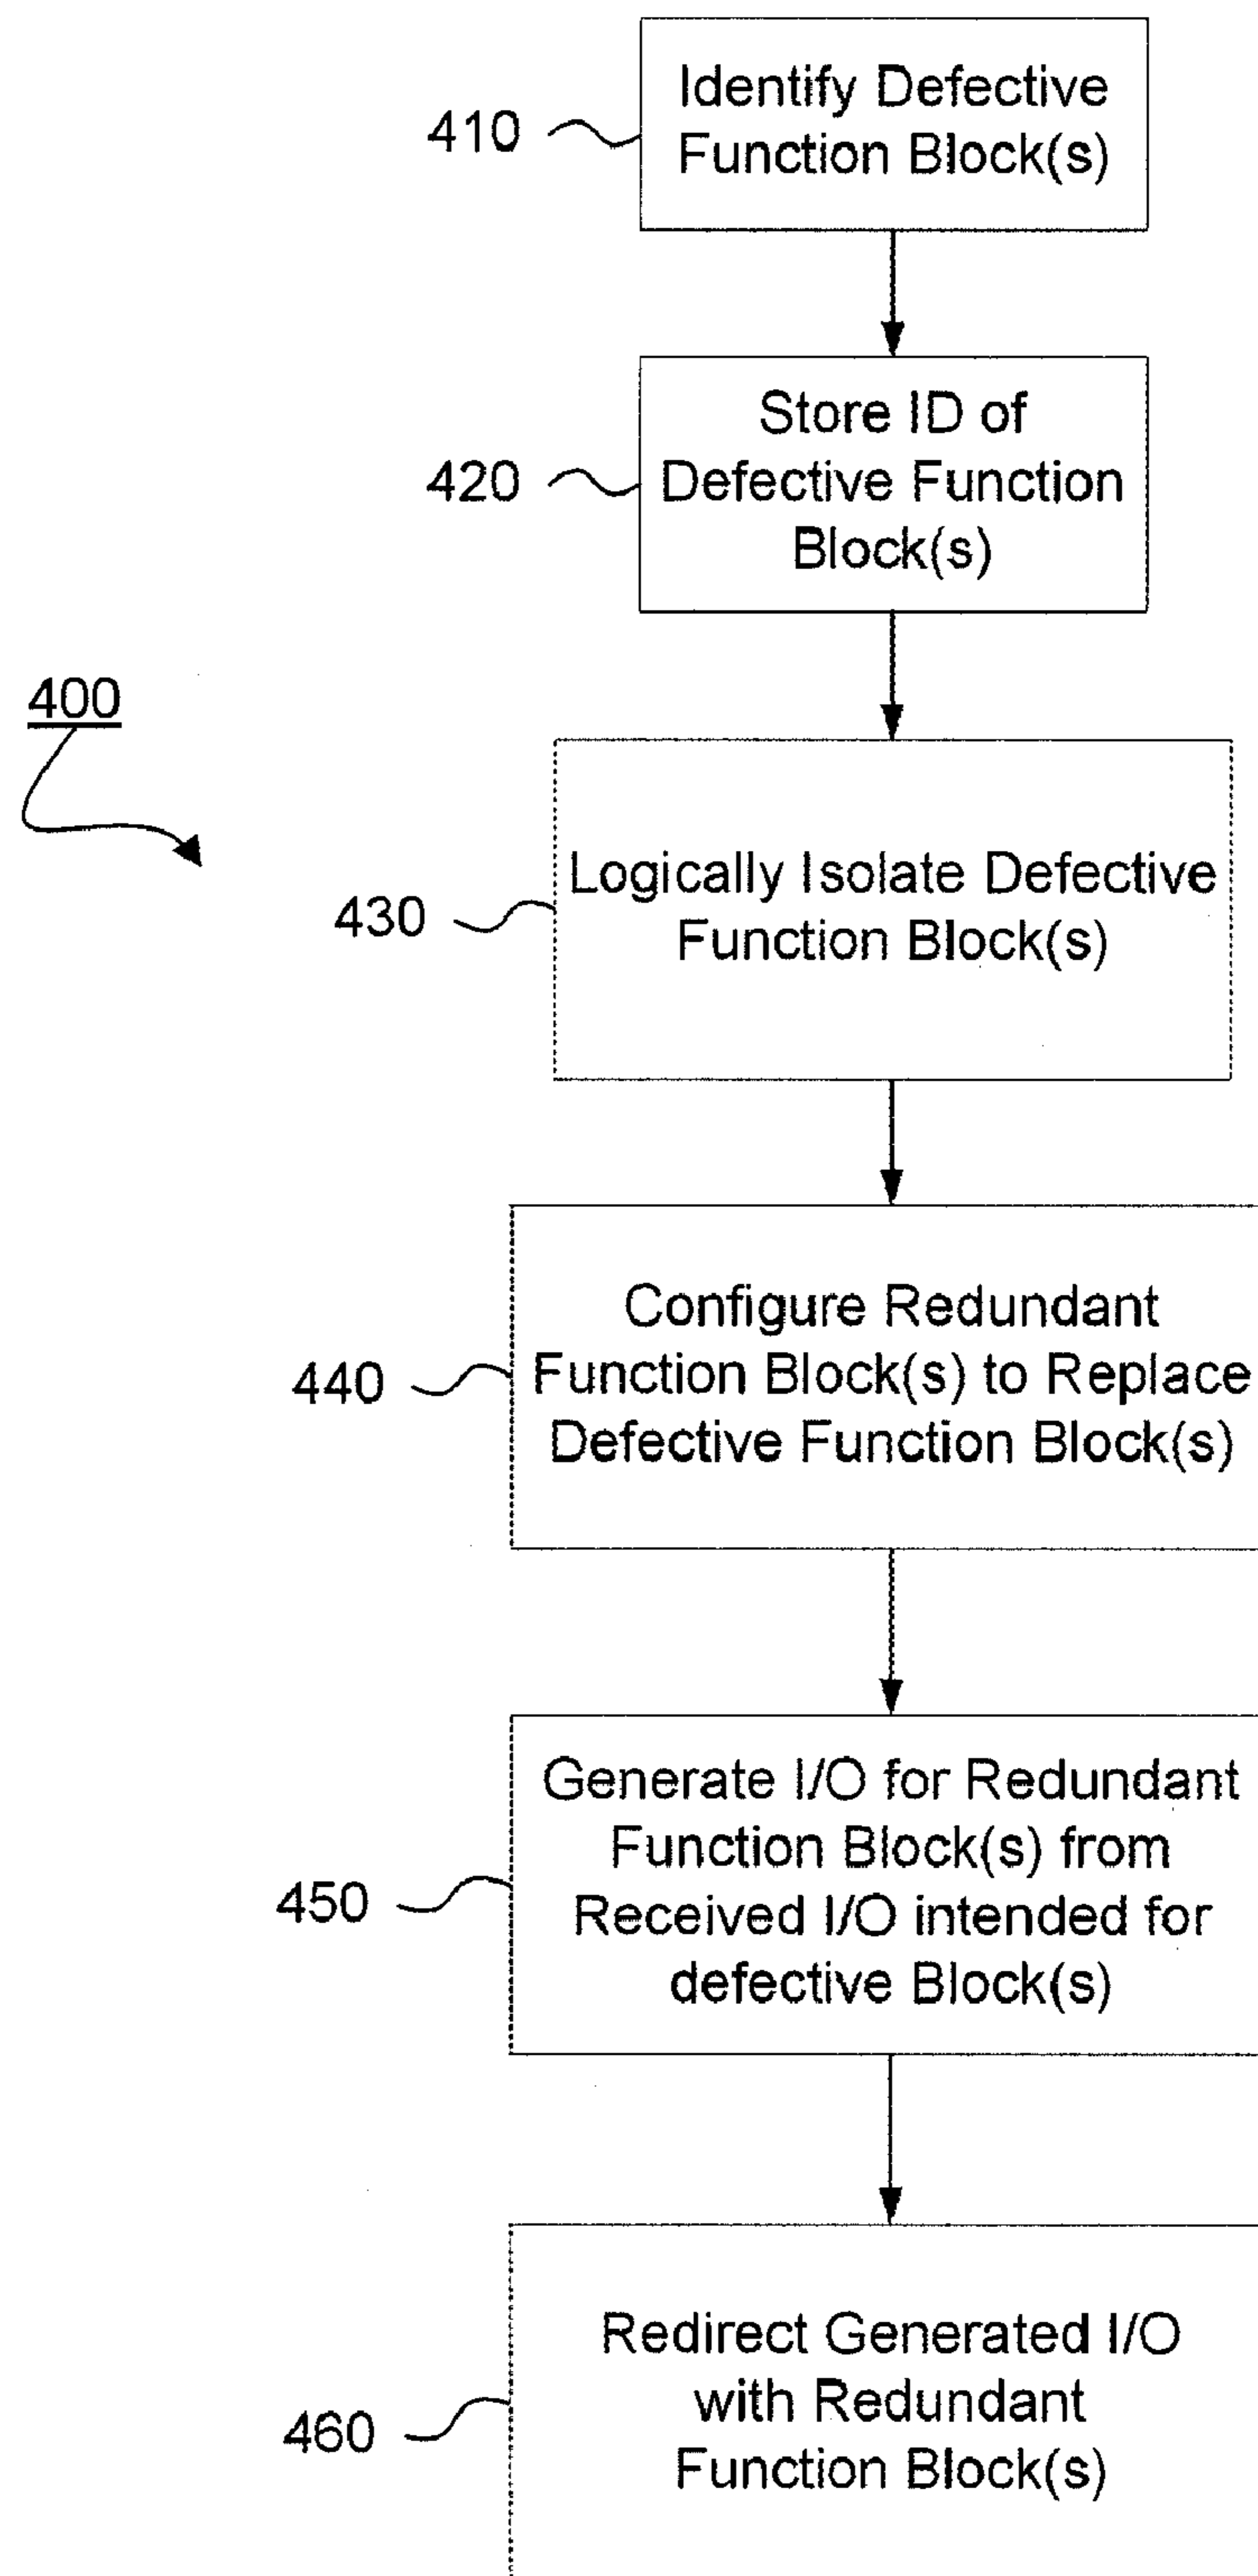 410
Identify Defective
Function Block(s)
420
Store ID of
Defective Function
Block(s)
400
430
Logically Isolate Defective
Function Block(s)
440
Configure Redundant
Function Block(s) to Replace
Defective Function Block(s)
450
Generate I/O for Redundant
Function Block(s) from
Received I/O intended for
defective Block(s)
460
Redirect Generated I/O
with Redundant
Function Block(s)